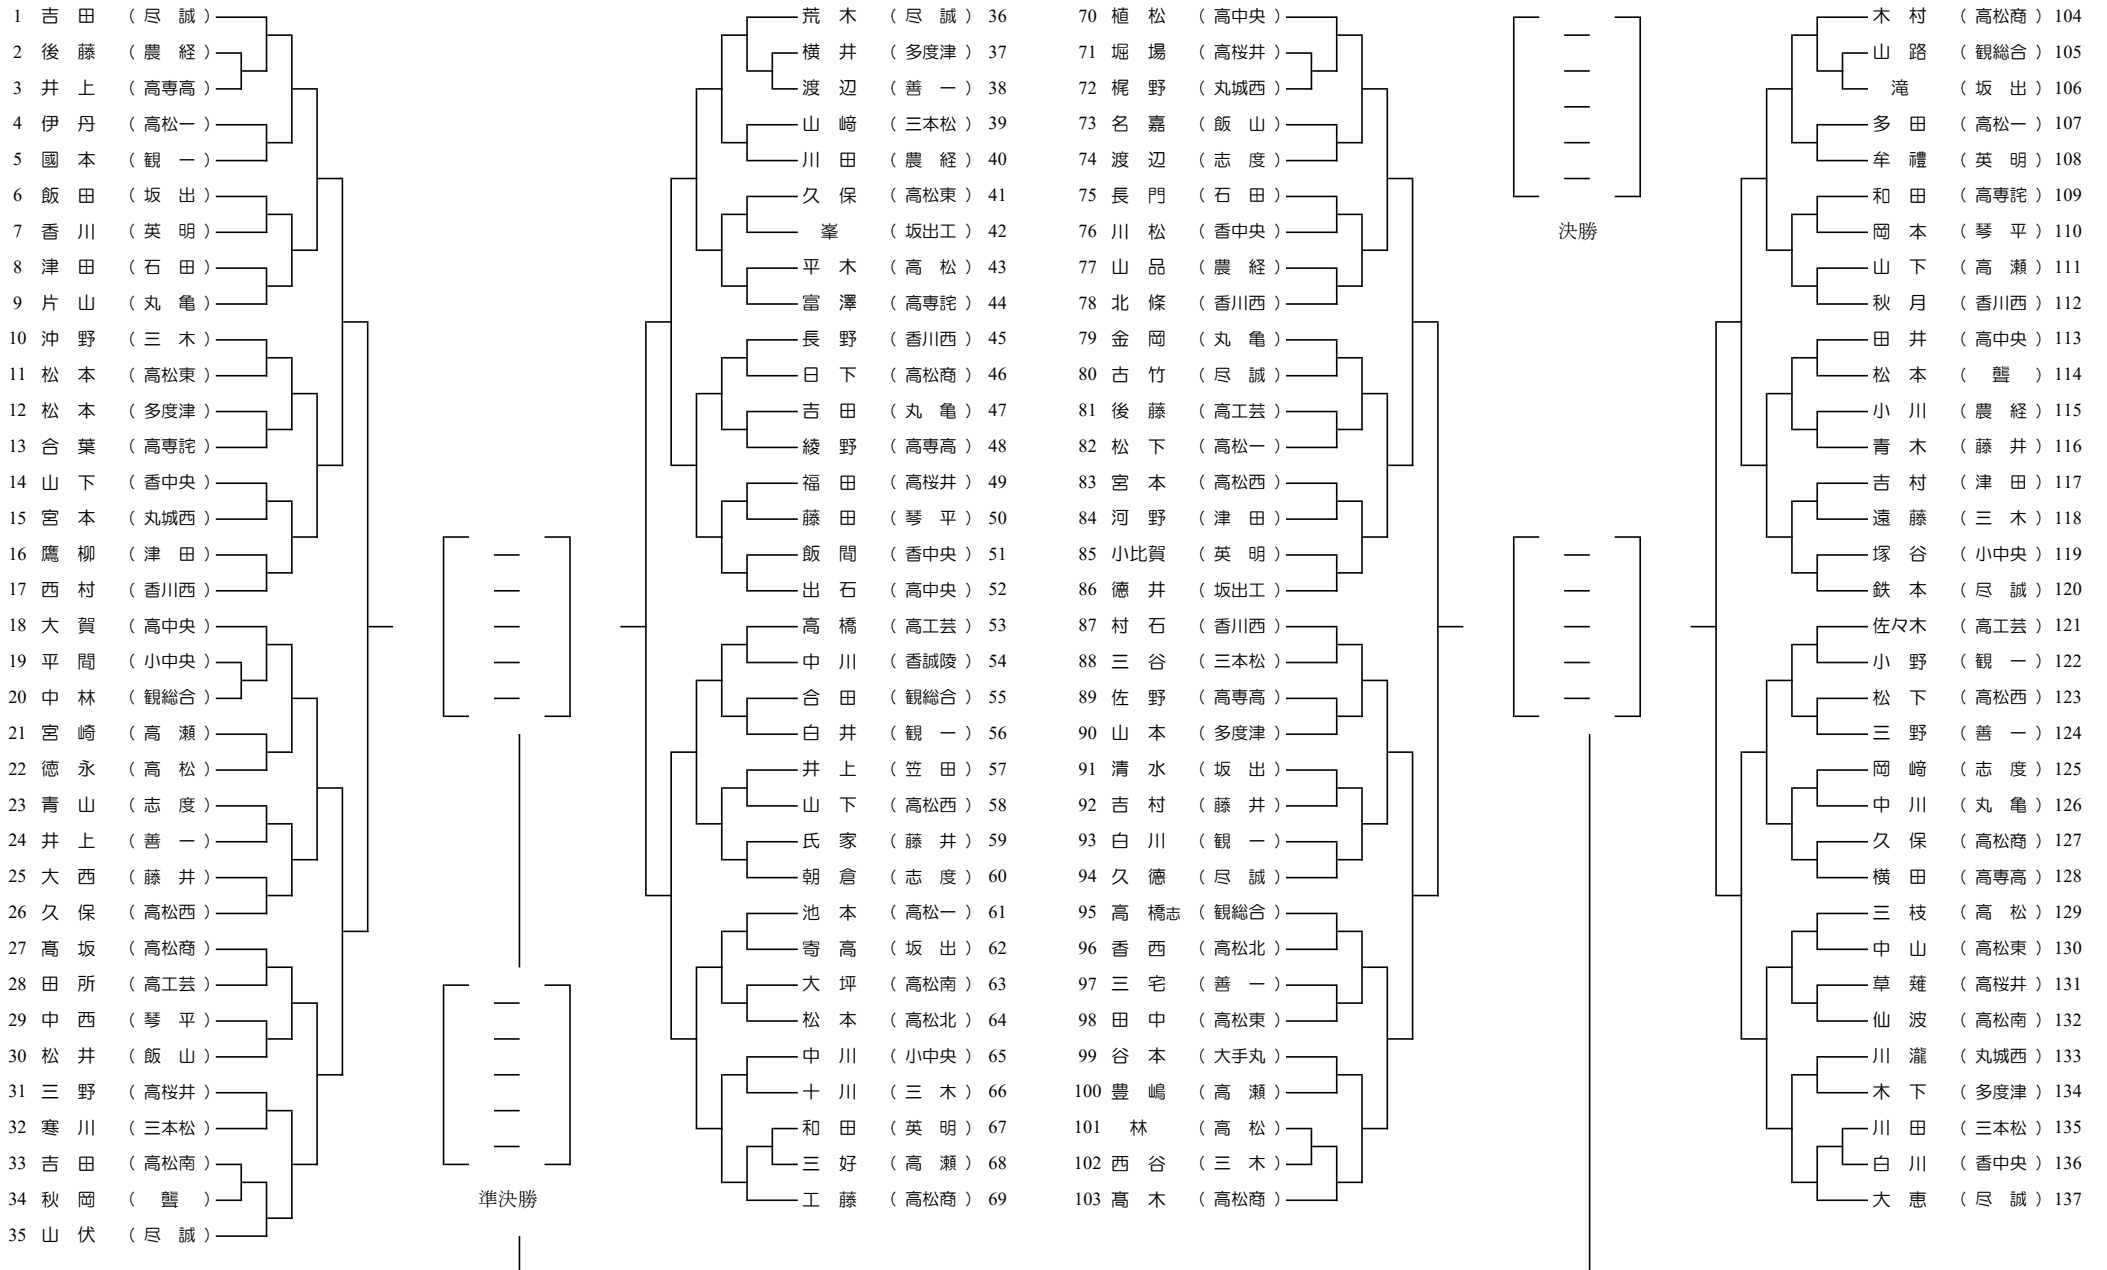 1 吉田 (尽誠)
2 後藤 (農経)
3 井上 (高専高)
4 伊丹 (高松一)
5 國本 (観一)
6 飯田 (坂出)
7 香川 (英明)
8 津田 (石田)
9 片山 (丸亀)
10 沖野 (三木)
11 松本 (高松東)
12 松本 (多度津)
13 合葉 (高専詫)
14 山下 (香中央)
15 宮本 (丸城西)
16 鷹柳 (津田)
17 西村 (香川西)
18 大賀 (高中央)
19 平間 (小中央)
20 中林 (観総合)
21 宮崎 (高瀬)
22 徳永 (高松)
23 青山 (志度)
24 井上 (善一)
25 大西 (藤井)
26 久保 (高松西)
27 髙坂 (高松商)
28 田所 (高工芸)
29 中西 (琴平)
30 松井 (飯山)
31 三野 (高桜井)
32 寒川 (三本松)
33 吉田 (高松南)
34 秋岡 (聾)
35 山伏 (尽誠)
準決勝
荒木 (尽誠) 36
横井 (多度津) 37
渡辺 (善一) 38
山﨑 (三本松) 39
川田 (農経) 40
久保 (高松東) 41
峯 (坂出工) 42
平木 (高松) 43
富澤 (高専詫) 44
長野 (香川西) 45
日下 (高松商) 46
吉田 (丸亀) 47
綾野 (高専高) 48
福田 (高桜井) 49
藤田 (琴平) 50
飯間 (香中央) 51
出石 (高中央) 52
高橋 (高工芸) 53
中川 (香誠陵) 54
合田 (観総合) 55
白井 (観一) 56
井上 (笠田) 57
山下 (高松西) 58
氏家 (藤井) 59
朝倉 (志度) 60
池本 (高松一) 61
寄高 (坂出) 62
大坪 (高松南) 63
松本 (高松北) 64
中川 (小中央) 65
十川 (三木) 66
和田 (英明) 67
三好 (高瀬) 68
工藤 (高松商) 69
70 植松 (高中央)
71 堀場 (高桜井)
72 梶野 (丸城西)
73 名嘉 (飯山)
74 渡辺 (志度)
75 長門 (石田)
76 川松 (香中央)
77 山品 (農経)
78 北條 (香川西)
79 金岡 (丸亀)
80 古竹 (尽誠)
81 後藤 (高工芸)
82 松下 (高松一)
83 宮本 (高松西)
84 河野 (津田)
85 小比賀 (英明)
86 德井 (坂出工)
87 村石 (香川西)
88 三谷 (三本松)
89 佐野 (高専高)
90 山本 (多度津)
91 清水 (坂出)
92 吉村 (藤井)
93 白川 (観一)
94 久德 (尽誠)
95 高橋志 (観総合)
96 香西 (高松北)
97 三宅 (善一)
98 田中 (高松東)
99 谷本 (大手丸)
100 豊嶋 (高瀬)
101 林 (高松)
102 西谷 (三木)
103 髙木 (高松商)
決勝
木村 (高松商) 104
山路 (観総合) 105
滝 (坂出) 106
多田 (高松一) 107
牟禮 (英明) 108
和田 (高専詫) 109
岡本 (琴平) 110
山下 (高瀬) 111
秋月 (香川西) 112
田井 (高中央) 113
松本 (聾) 114
小川 (農経) 115
青木 (藤井) 116
吉村 (津田) 117
遠藤 (三木) 118
塚谷 (小中央) 119
鉄本 (尽誠) 120
佐々木 (高工芸) 121
小野 (観一) 122
松下 (高松西) 123
三野 (善一) 124
岡﨑 (志度) 125
中川 (丸亀) 126
久保 (高松商) 127
横田 (高専高) 128
三枝 (高松) 129
中山 (高松東) 130
草薙 (高桜井) 131
仙波 (高松南) 132
川瀧 (丸城西) 133
木下 (多度津) 134
川田 (三本松) 135
白川 (香中央) 136
大恵 (尽誠) 137